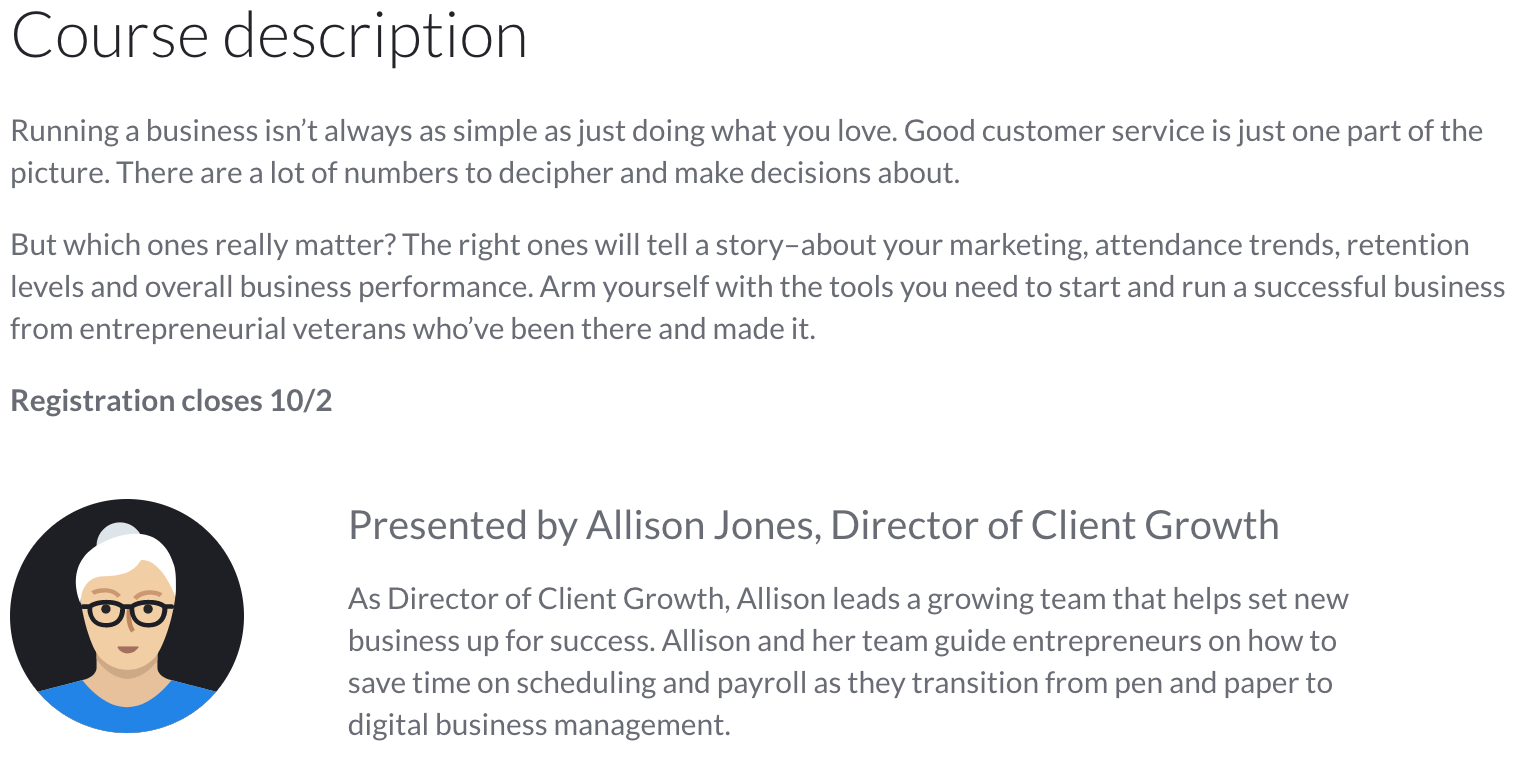 Course description
Running a business isn’t always as simple as just doing what you love. Good customer service is just one part of the
picture. There are a lot of numbers to decipher and make decisions about.
But which ones really matter? The right ones will tell a story–about your marketing, attendance trends, retention
levels and overall business performance. Arm yourself with the tools you need to start and run a successful business
from entrepreneurial veterans who’ve been there and made it.
Registration closes 10/2
Presented by Allison Jones, Director of Client Growth
As Director of Client Growth, Allison leads a growing team that helps set new
business up for success. Allison and her team guide entrepreneurs on how to
save time on scheduling and payroll as they transition from pen and paper to
digital business management.